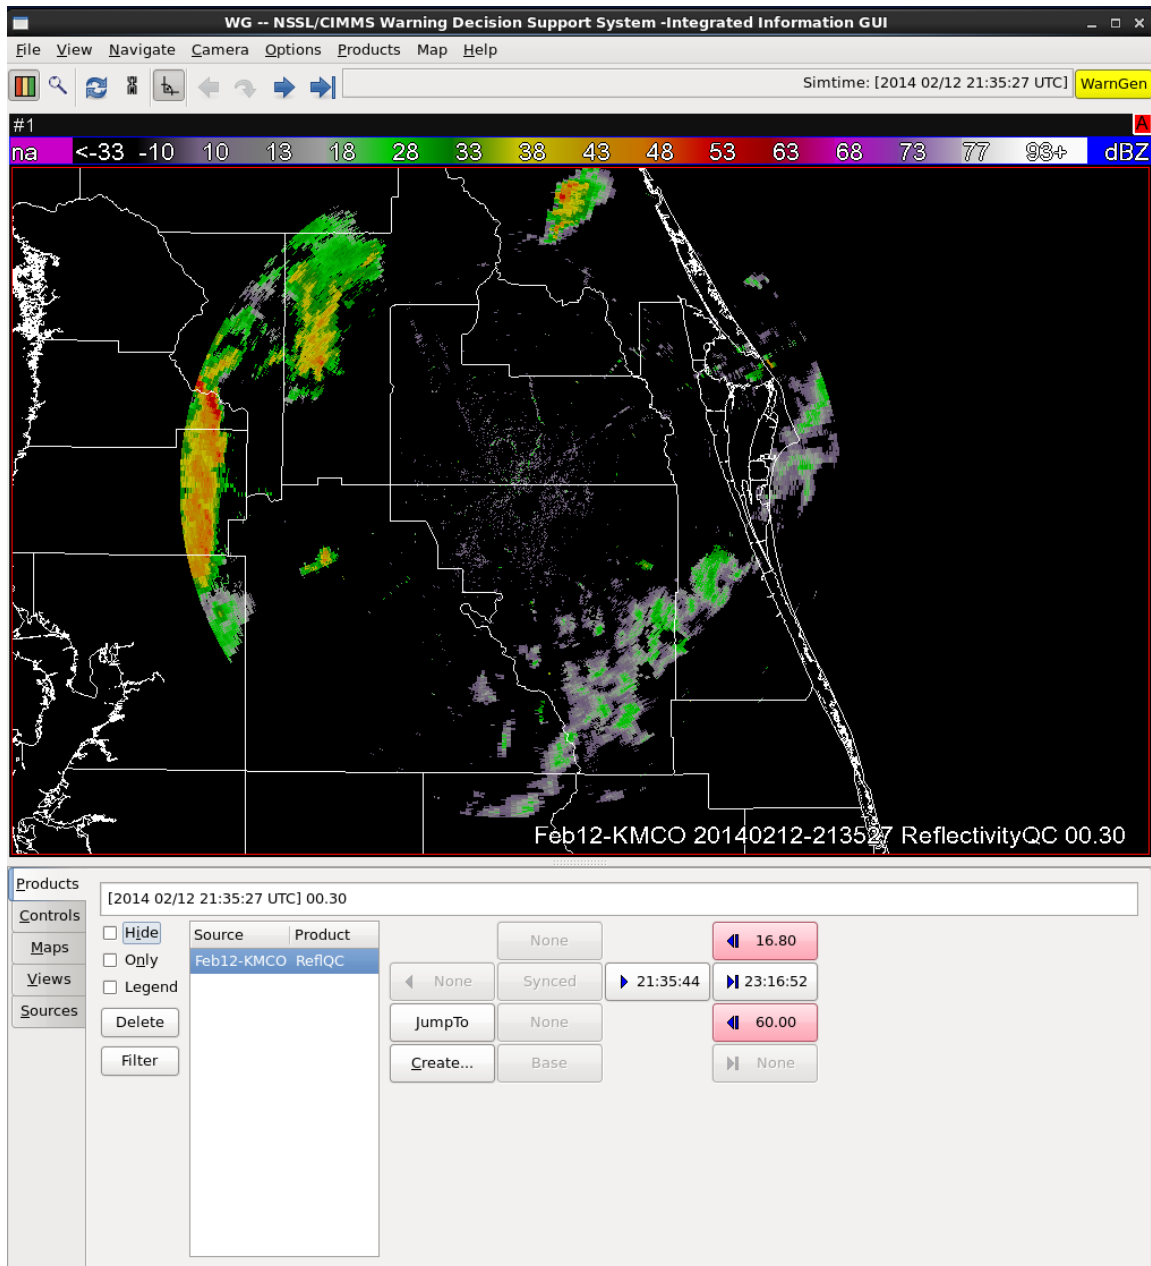 WG -- NSSL/CIMMS Warning Decision Support System -Integrated Information GUI
File View Navigate Camera Options Products Map Help
Simtime: [2014 02/12 21:35:27 UTC] WarnGen
#1 A
na <-33 -10 10 13 18 28 33 38 43 48 53 63 68 73 77 93+ dBZ
Feb12-KMCO 20140212-213527 ReflectivityQC 00.30
Products
Controls
Maps
Views
Sources
[2014 02/12 21:35:27 UTC] 00.30
Hide
Only
Legend
Delete
Filter
Source Product
Feb12-KMCO ReflQC
None 16.80
None Synced 21:35:44 23:16:52
JumpTo None 60.00
Create... Base None